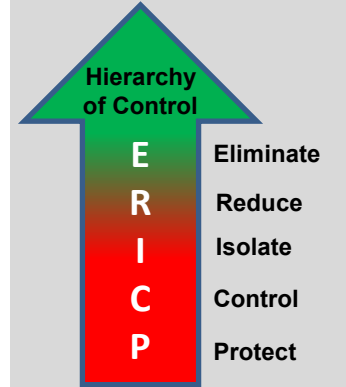 Hierarchy
of Control
E Eliminate
R Reduce
I Isolate
C Control
P Protect